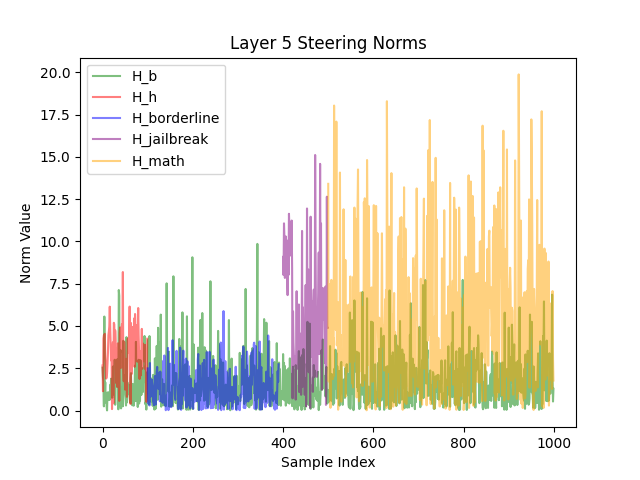 Layer 5 Steering Norms
H_b
H_h
H_borderline
H_jailbreak
H_math
Norm Value
20.0
17.5
15.0
12.5
10.0
7.5
5.0
2.5
0.0
0
200
400
600
800
1000
Sample Index